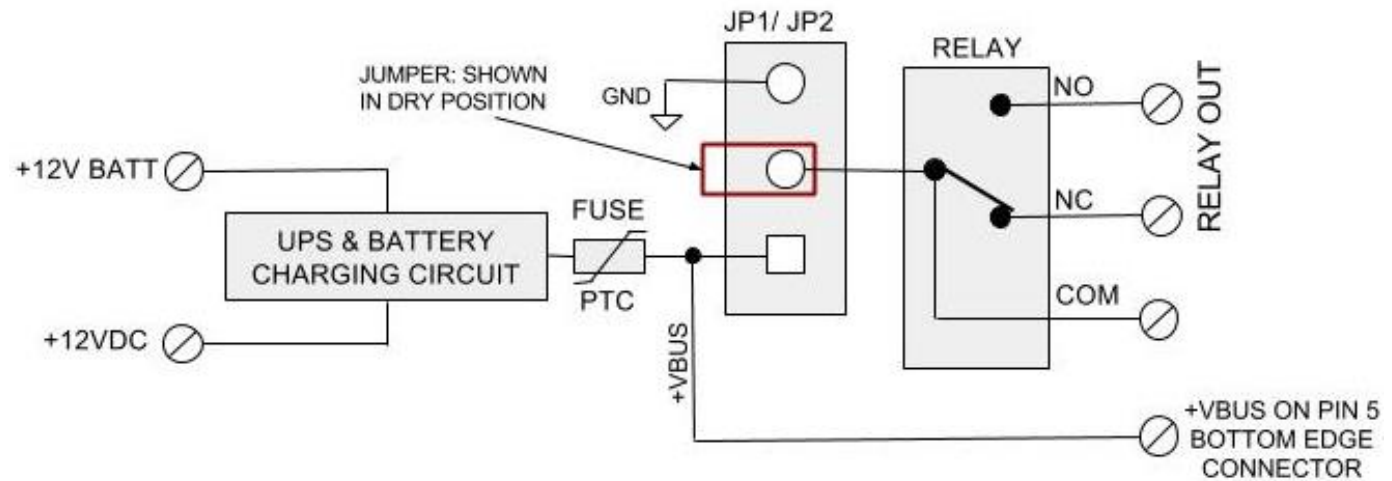 JP1/ JP2
RELAY
JUMPER: SHOWN
IN DRY POSITION
GND
NO
RELAY OUT
+12V BATT
FUSE
NC
UPS & BATTERY
CHARGING CIRCUIT
PTC
COM
+12VDC
+VBUS
+VBUS ON PIN 5
BOTTOM EDGE
CONNECTOR